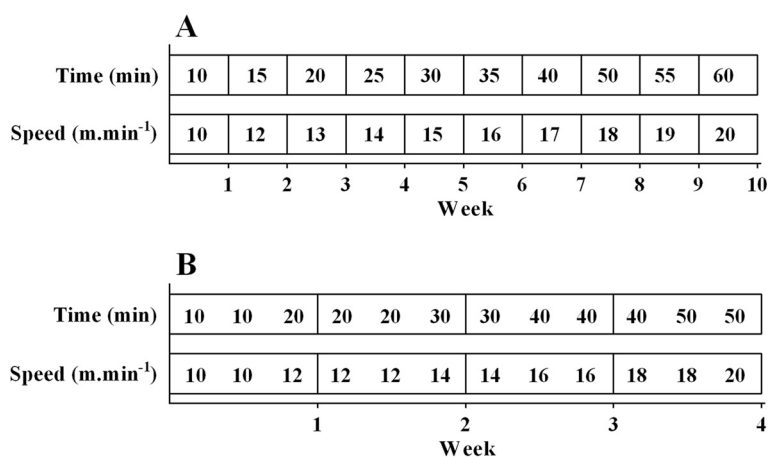 A
Time (min) 10 15 20 25 30 35 40 50 55 60
Speed (m.min⁻¹) 10 12 13 14 15 16 17 18 19 20
1 2 3 4 5 6 7 8 9 10
Week
B
Time (min) 10 10 20 20 20 30 30 40 40 40 50 50
Speed (m.min⁻¹) 10 10 12 12 12 14 14 16 16 18 18 20
1 2 3 4
Week